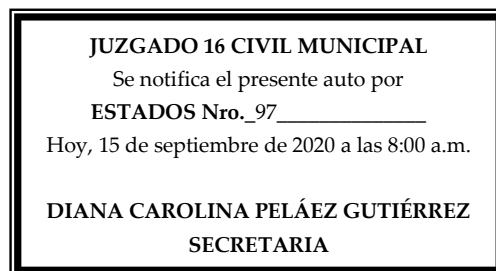 JUZGADO 16 CIVIL MUNICIPAL
Se notifica el presente auto por
ESTADOS Nro._97______________
Hoy, 15 de septiembre de 2020 a las 8:00 a.m.
DIANA CAROLINA PELÁEZ GUTIÉRREZ
SECRETARIA